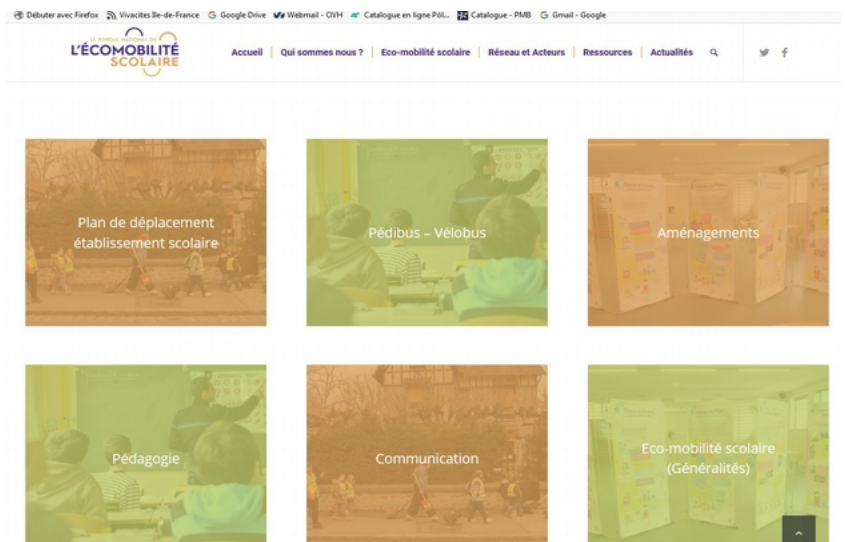 Débuter avec Firefox Vivacites Ile-de-France Google Drive Webmail - OVH Catalogue en ligne Pôl... Catalogue - PMB Gmail - Google
LE PORTAIL NATIONAL DE
L'ÉCOMOBILITÉ
SCOLAIRE
Accueil Qui sommes nous ? Eco-mobilité scolaire Réseau et Acteurs Ressources Actualités
Plan de déplacement
établissement scolaire
Pédibus – Vélobus
Aménagements
Pédagogie
Communication
Eco-mobilité scolaire
(Généralités)